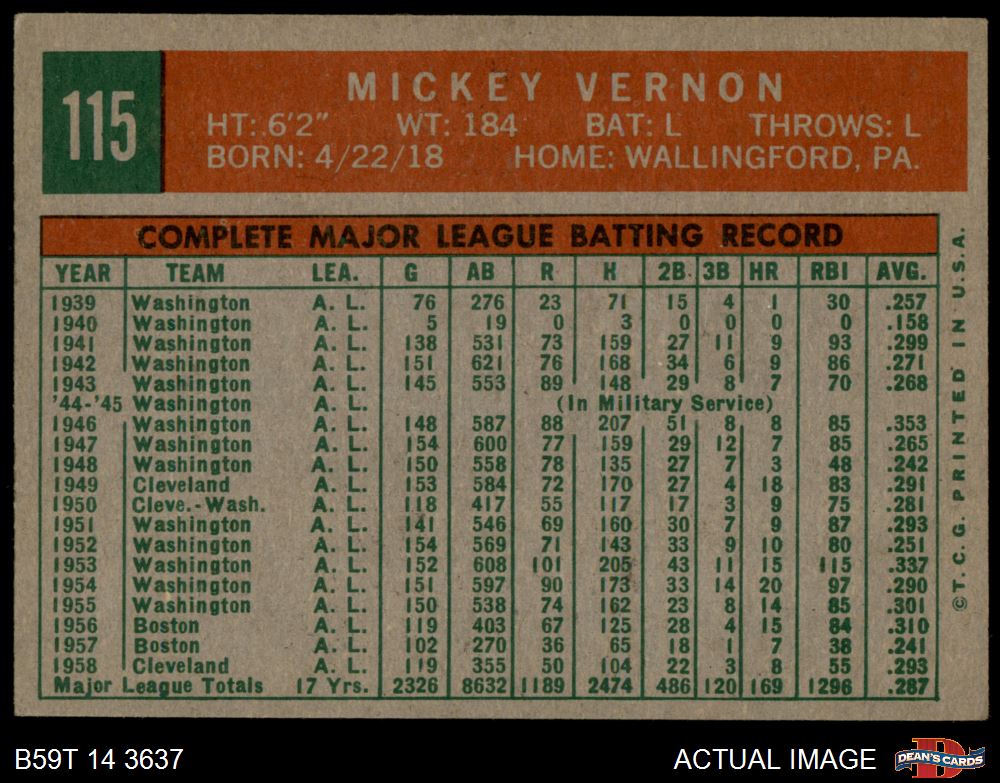 115
MICKEY VERNON
HT: 6'2" WT: 184 BAT: L THROWS: L
BORN: 4/22/18 HOME: WALLINGFORD, PA.
COMPLETE MAJOR LEAGUE BATTING RECORD
YEAR TEAM LEA. G AB R H 2B 3B HR RBI AVG.
1939 Washington A. L. 76 276 23 71 15 4 1 30 .257
1940 Washington A. L. 5 19 0 3 0 0 0 0 .158
1941 Washington A. L. 138 531 73 159 27 11 9 93 .299
1942 Washington A. L. 151 621 76 168 34 6 9 86 .271
1943 Washington A. L. 145 553 89 148 29 8 7 70 .268
'44-'45 Washington A. L. (In Military Service)
1946 Washington A. L. 148 587 88 207 51 8 8 85 .353
1947 Washington A. L. 154 600 77 159 29 12 7 85 .265
1948 Washington A. L. 150 558 78 135 27 7 3 48 .242
1949 Cleveland A. L. 153 584 72 170 27 4 18 83 .291
1950 Cleve.-Wash. A. L. 118 417 55 117 17 3 9 75 .281
1951 Washington A. L. 141 546 69 160 30 7 9 87 .293
1952 Washington A. L. 154 569 71 143 33 9 10 80 .251
1953 Washington A. L. 152 608 101 205 43 11 15 115 .337
1954 Washington A. L. 151 597 90 173 33 14 20 97 .290
1955 Washington A. L. 150 538 74 162 23 8 14 85 .301
1956 Boston A. L. 119 403 67 125 28 4 15 84 .310
1957 Boston A. L. 102 270 36 65 18 1 7 38 .241
1958 Cleveland A. L. 119 355 50 104 22 3 8 55 .293
Major League Totals 17 Yrs. 2326 8632 1189 2474 486 120 169 1296 .287
©T.C.G. PRINTED IN U.S.A.
B59T 14 3637
ACTUAL IMAGE
DEAN'S CARDS